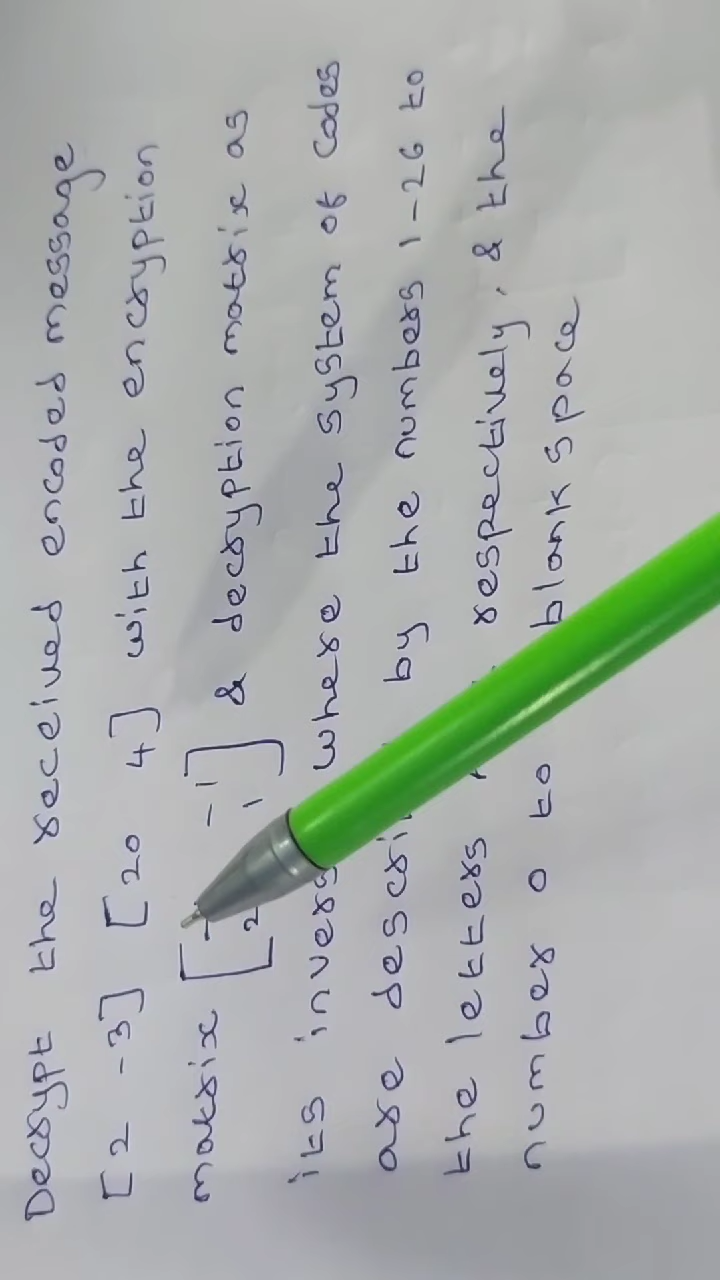 Decrypt the received encoded message
[2 -3] [20 4] with the encryption
matrix [ -1
2 1] & decryption matrix as
its where the system of codes
are by the numbers 1-26 to
the letters respectively. & the
number 0 to blank space